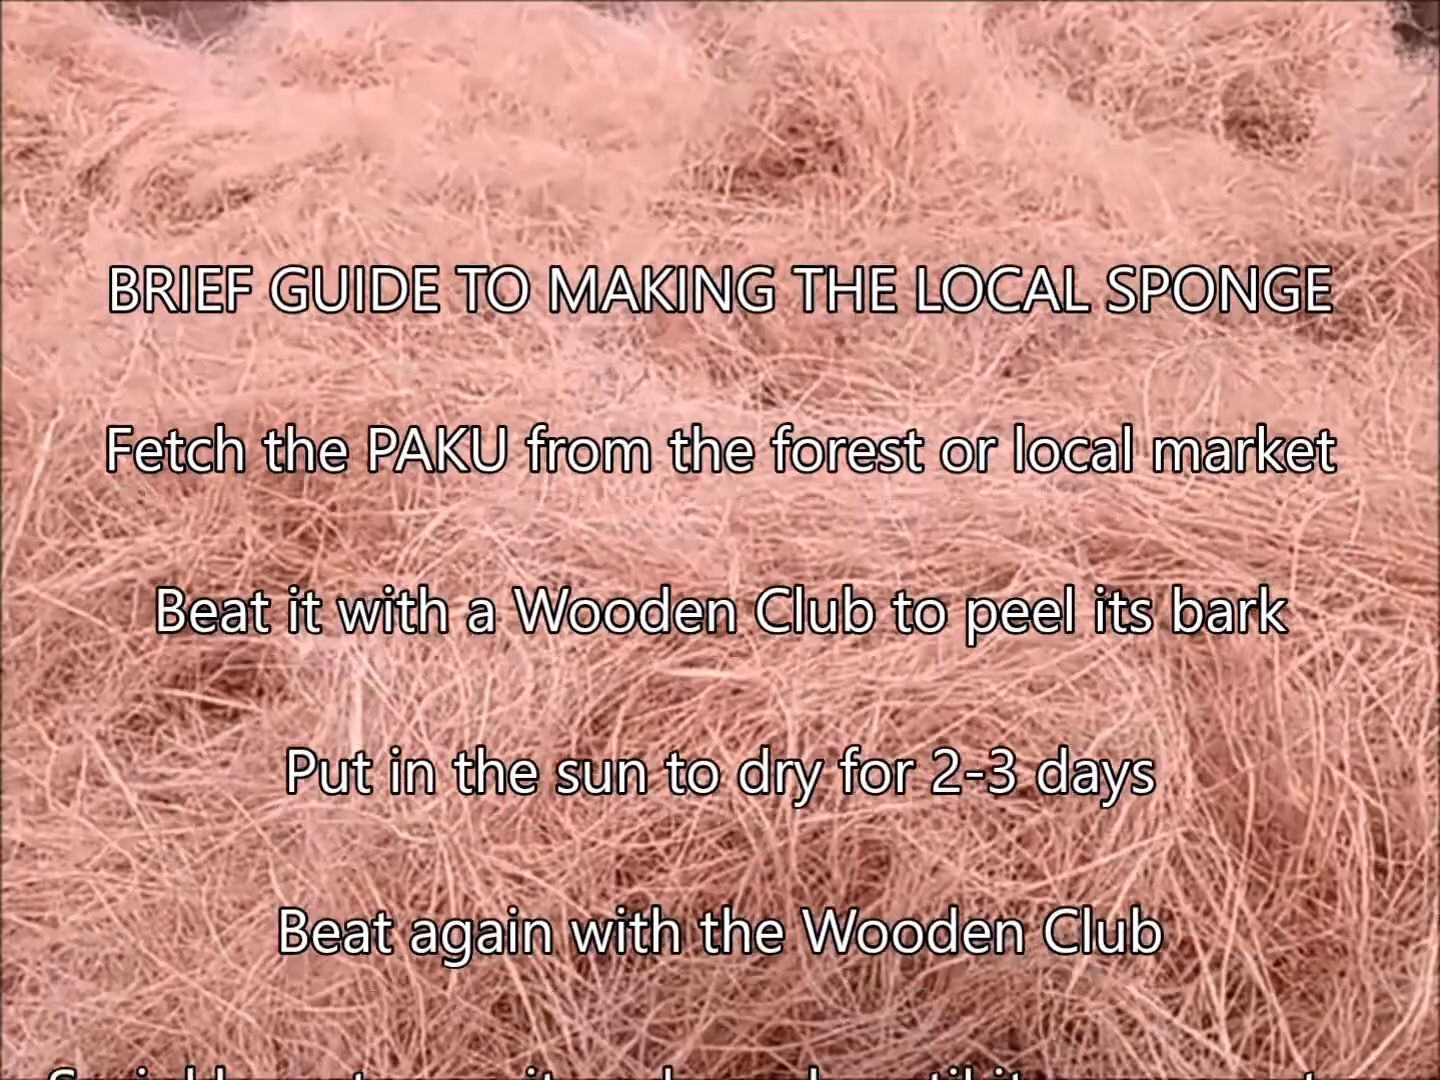 BRIEF GUIDE TO MAKING THE LOCAL SPONGE
Fetch the PAKU from the forest or local market
Beat it with a Wooden Club to peel its bark
Put in the sun to dry for 2-3 days
Beat again with the Wooden Club